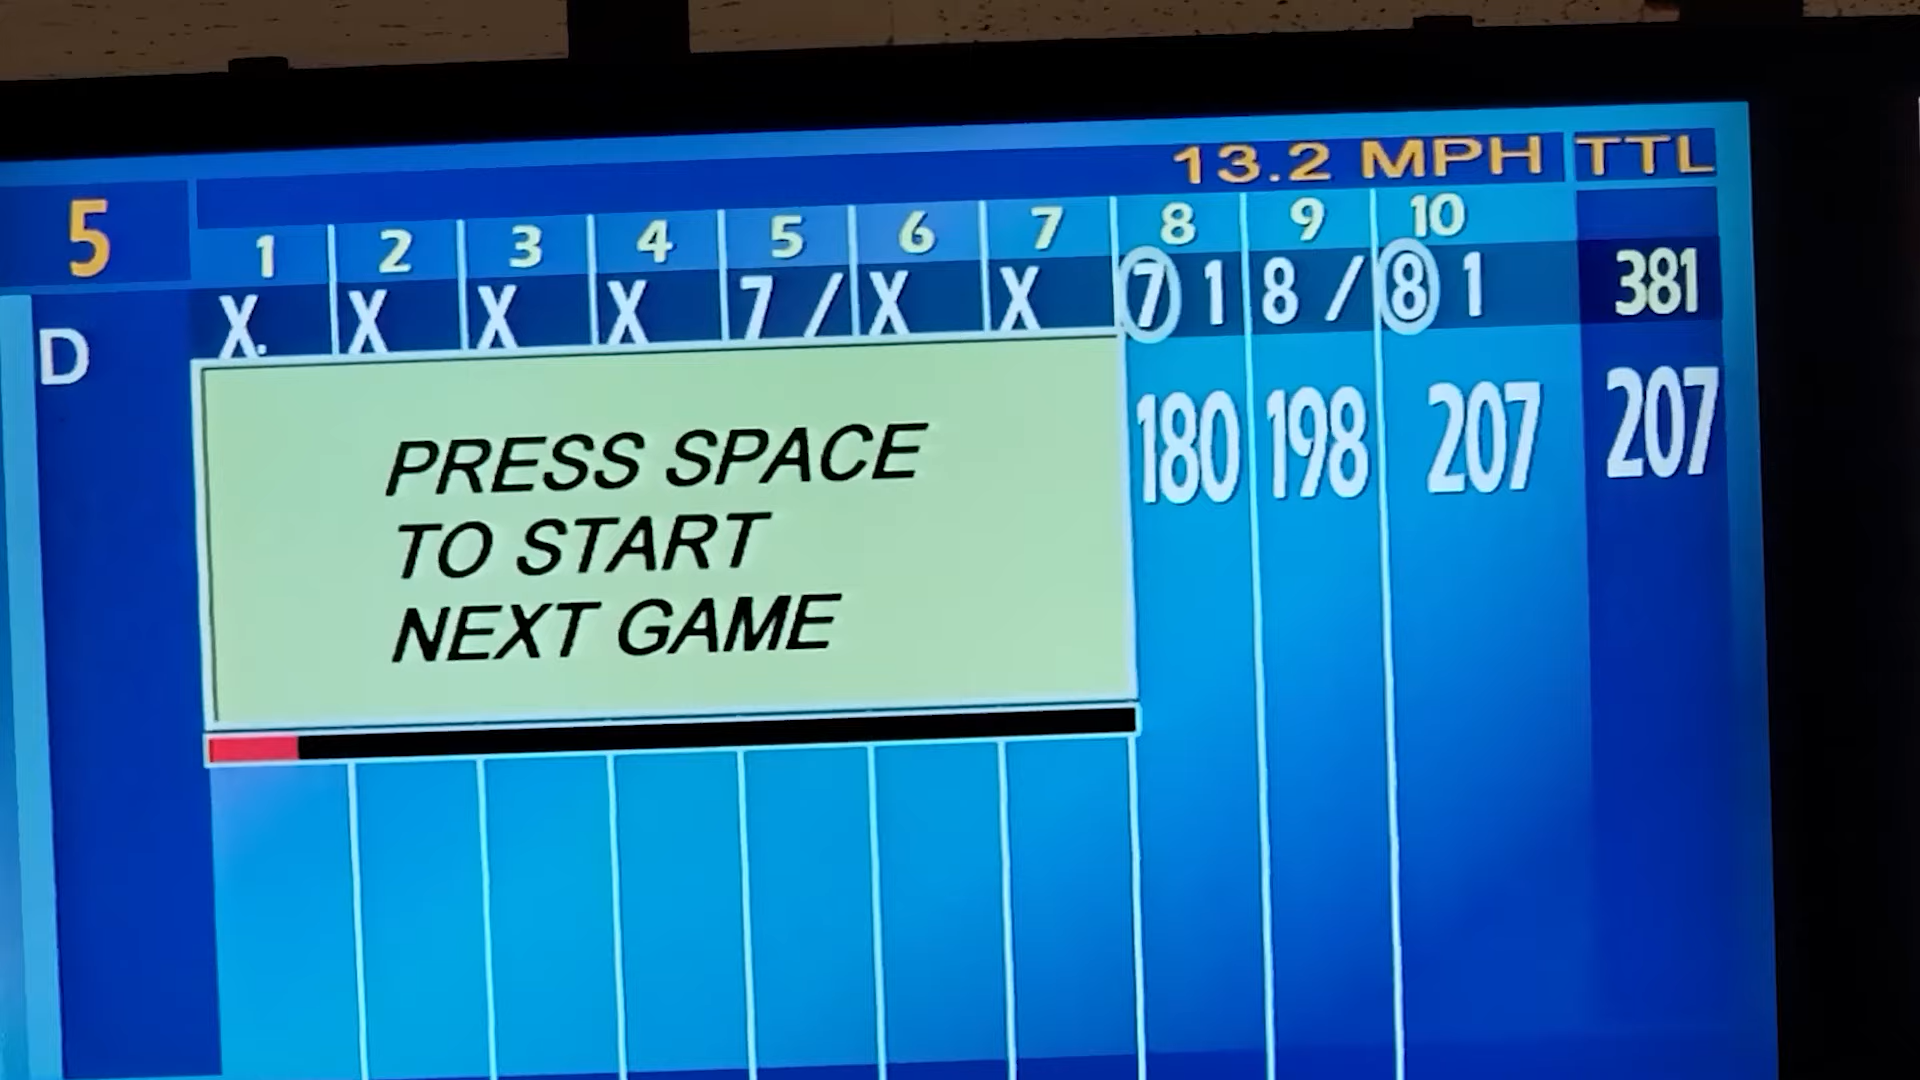 13.2 MPH TTL
5 1 2 3 4 5 6 7 8 9 10
D X. X X X 7 / X X 7 1 8 / 8 1 381
180 198 207 207
PRESS SPACE
TO START
NEXT GAME